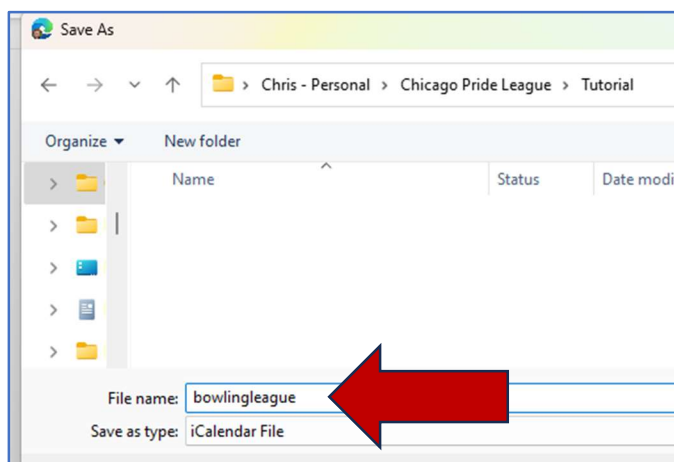 Save As
Chris - Personal > Chicago Pride League > Tutorial
Organize New folder
Name Status Date modi
File name: bowlingleague
Save as type: iCalendar File